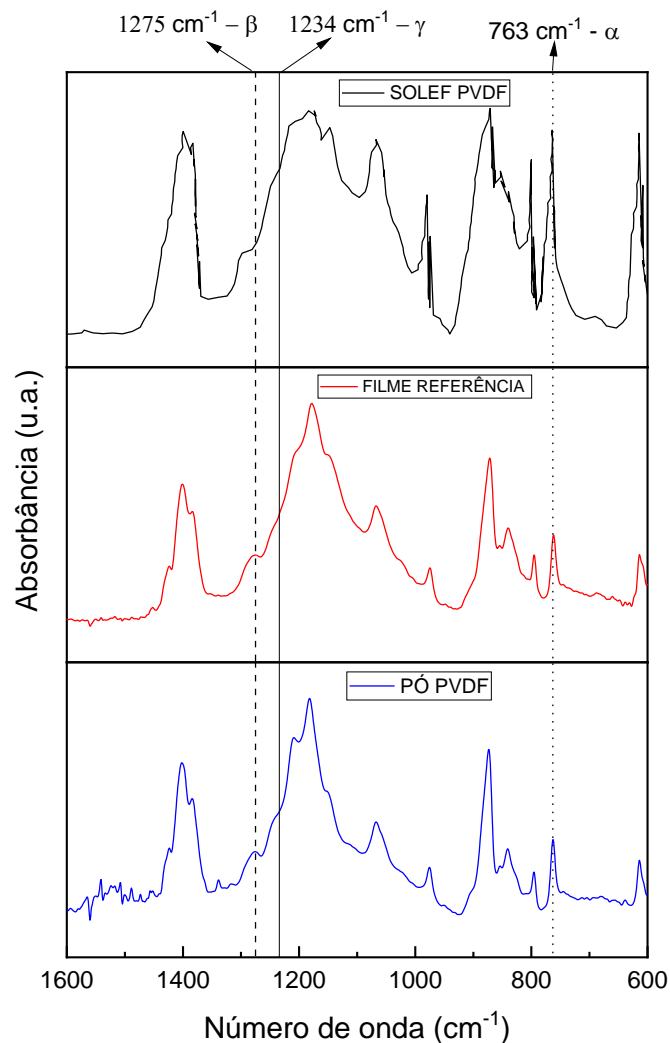 1275 cm⁻¹ – β
1234 cm⁻¹ – γ
763 cm⁻¹ - α
SOLEF PVDF
FILME REFERÊNCIA
PÓ PVDF
Absorbância (u.a.)
1600 1400 1200 1000 800 600
Número de onda (cm⁻¹)